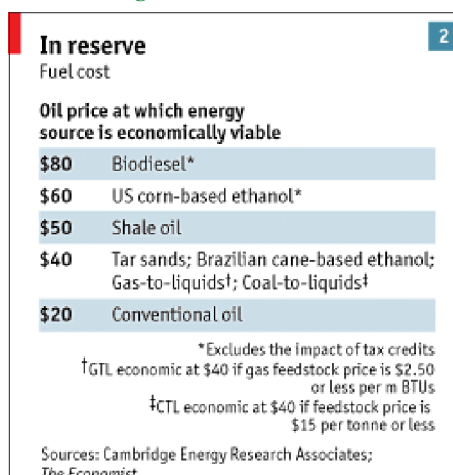 In reserve
2
Fuel cost
Oil price at which energy
source is economically viable
$80 Biodiesel*
$60 US corn-based ethanol*
$50 Shale oil
$40 Tar sands; Brazilian cane-based ethanol;
Gas-to-liquids†; Coal-to-liquids‡
$20 Conventional oil
*Excludes the impact of tax credits
†GTL economic at $40 if gas feedstock price is $2.50
or less per m BTUs
‡CTL economic at $40 if feedstock price is
$15 per tonne or less
Sources: Cambridge Energy Research Associates;
The Economist